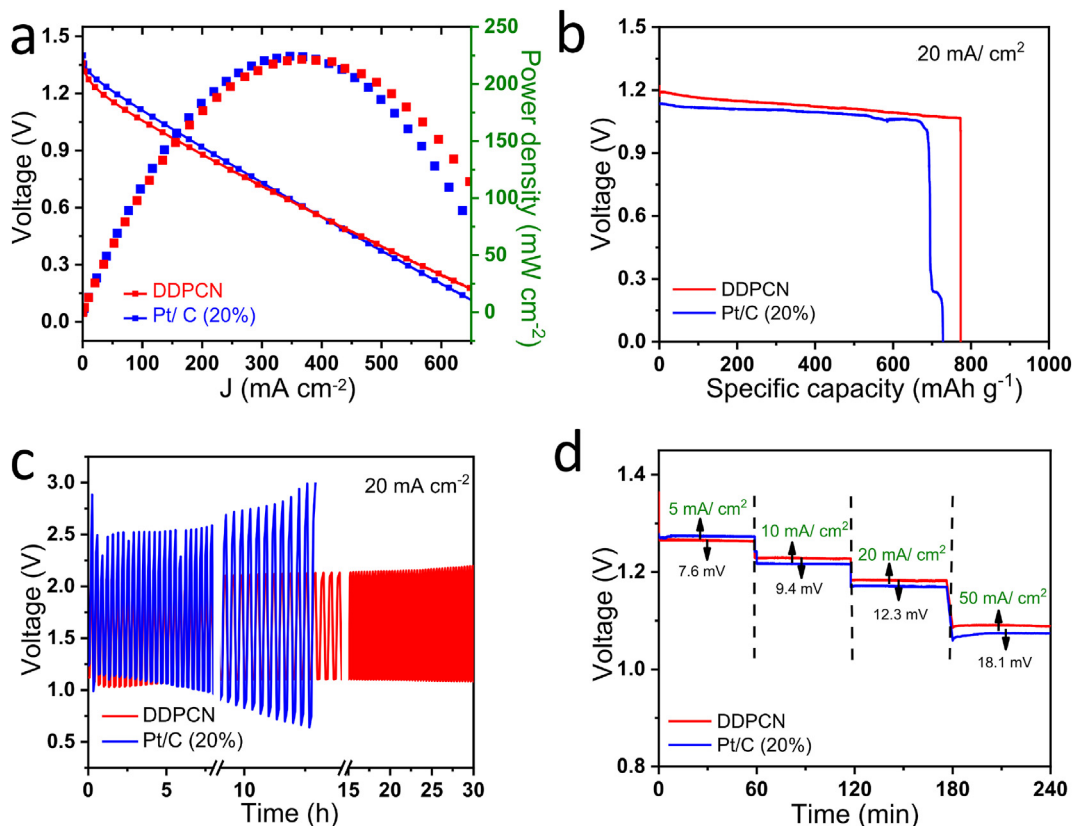 a
Voltage (V)
1.5
1.2
0.9
0.6
0.3
0.0
250
200
150
100
50
0
Power density (mW cm-2)
DDPCN
Pt/ C (20%)
0 100 200 300 400 500 600
J (mA cm-2)
b
20 mA/ cm2
Voltage (V)
1.5
1.2
0.9
0.6
0.3
0.0
DDPCN
Pt/C (20%)
0 200 400 600 800 1000
Specific capacity (mAh g-1)
c
20 mA cm-2
Voltage (V)
3.0
2.5
2.0
1.5
1.0
0.5
DDPCN
Pt/C (20%)
0 5 10 15 20 25 30
Time (h)
d
Voltage (V)
1.4
1.2
1.0
0.8
5 mA/ cm2
10 mA/ cm2
20 mA/ cm2
50 mA/ cm2
7.6 mV
9.4 mV
12.3 mV
18.1 mV
DDPCN
Pt/C (20%)
0 60 120 180 240
Time (min)